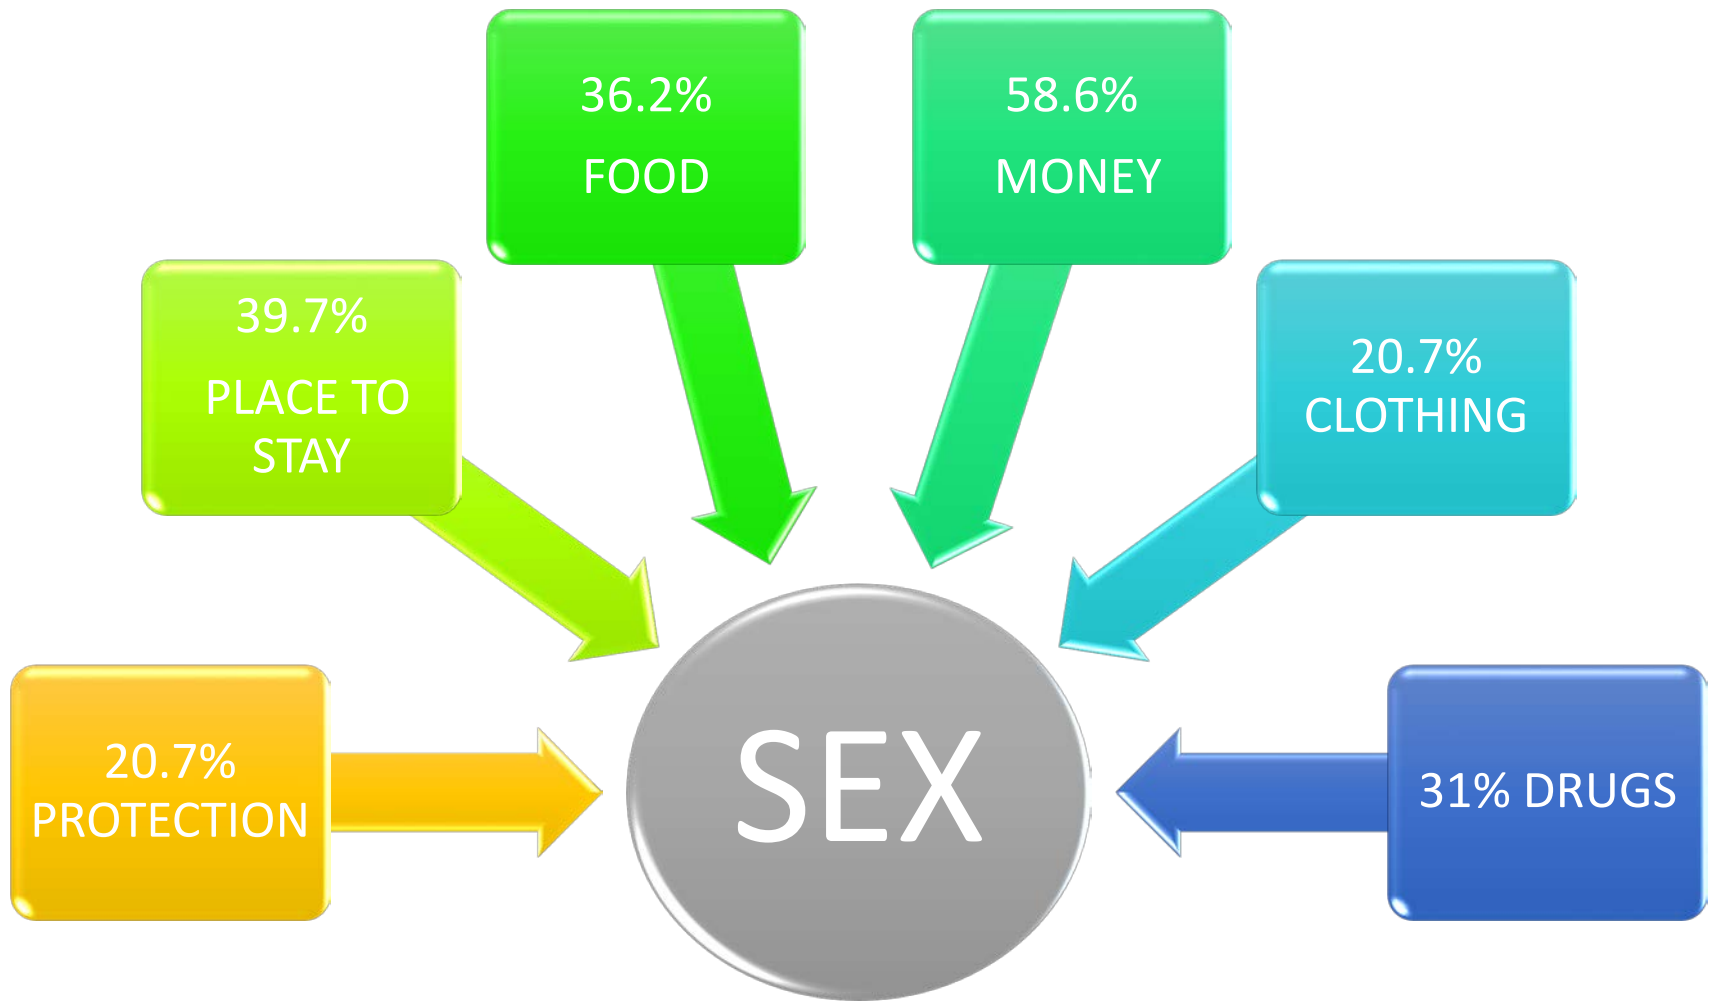 36.2%
FOOD
58.6%
MONEY
39.7%
PLACE TO
STAY
20.7%
CLOTHING
20.7%
PROTECTION
SEX
31% DRUGS